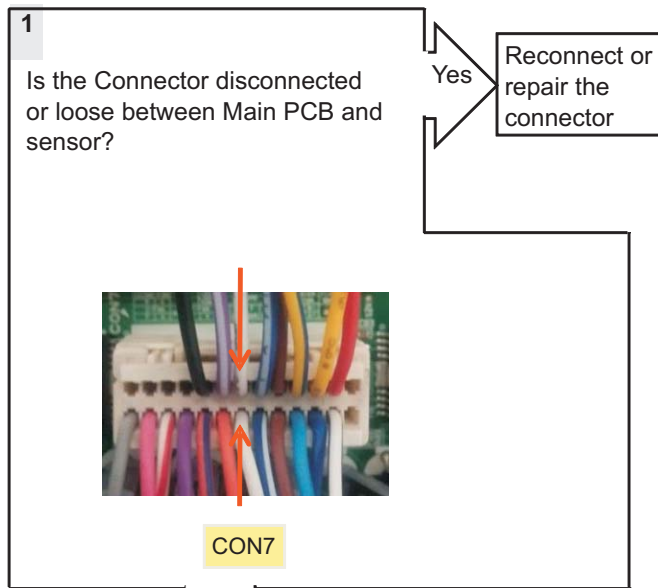 1
Is the Connector disconnected
or loose between Main PCB and
sensor?
Yes
Reconnect or
repair the
connector
CON7
CON7